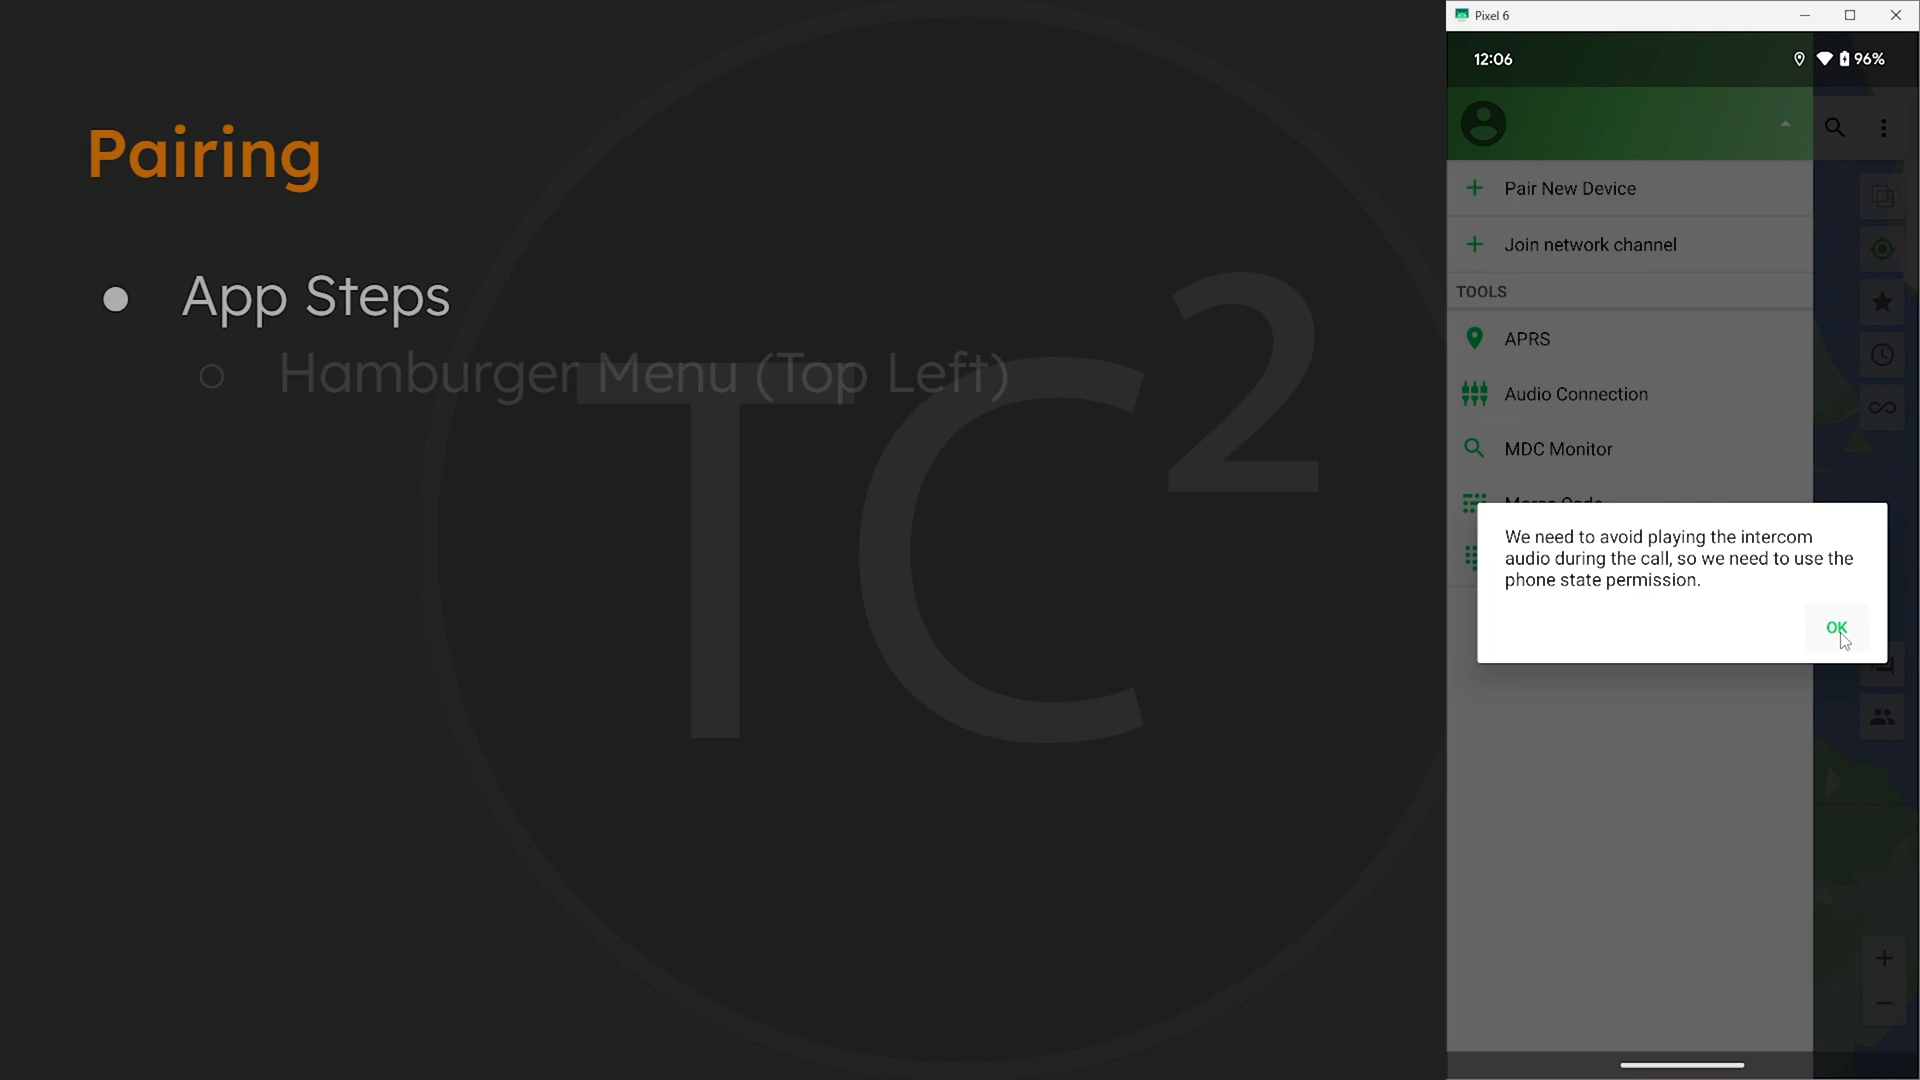 Pairing
App Steps
Hamburger Menu (Top Left)
TC²
Pixel 6
12:06
96%
Pair New Device
Join network channel
TOOLS
APRS
Audio Connection
MDC Monitor
Morse Code
We need to avoid playing the intercom
audio during the call, so we need to use the
phone state permission.
OK